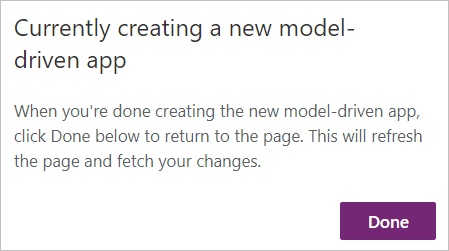 Currently creating a new model-
driven app
When you're done creating the new model-driven app,
click Done below to return to the page. This will refresh
the page and fetch your changes.
Done